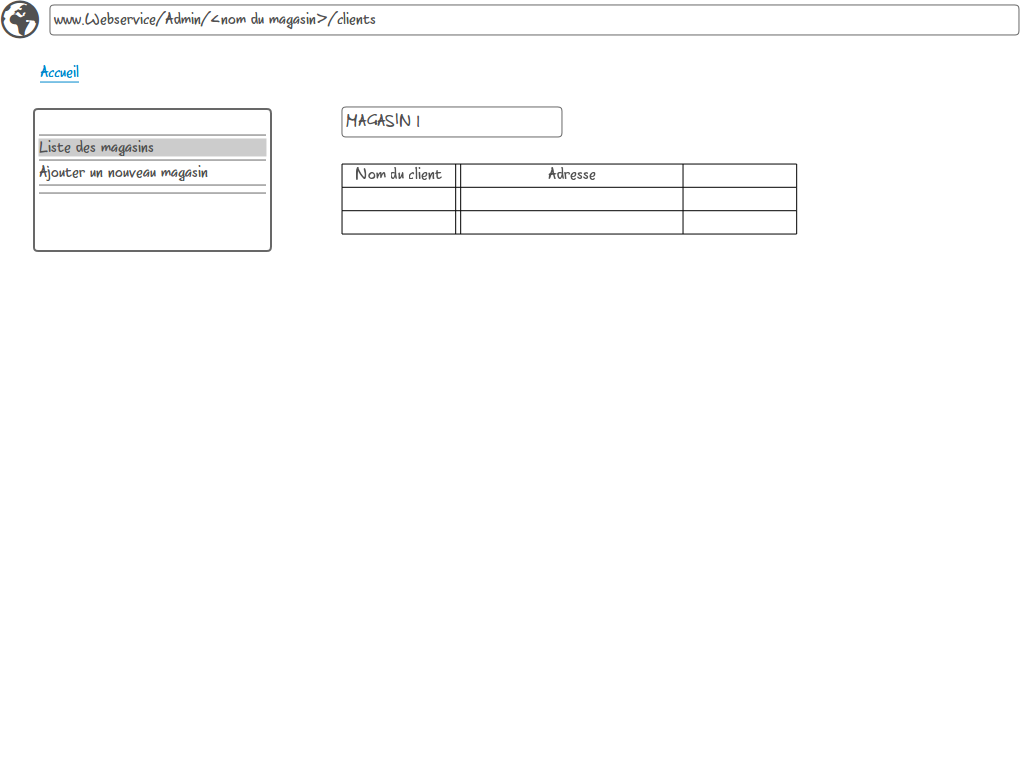 www.Webservice/Admin/<nom du magasin>/clients
Accueil
Liste des magasins
Ajouter un nouveau magasin
MAGASIN 1
Nom du client Adresse